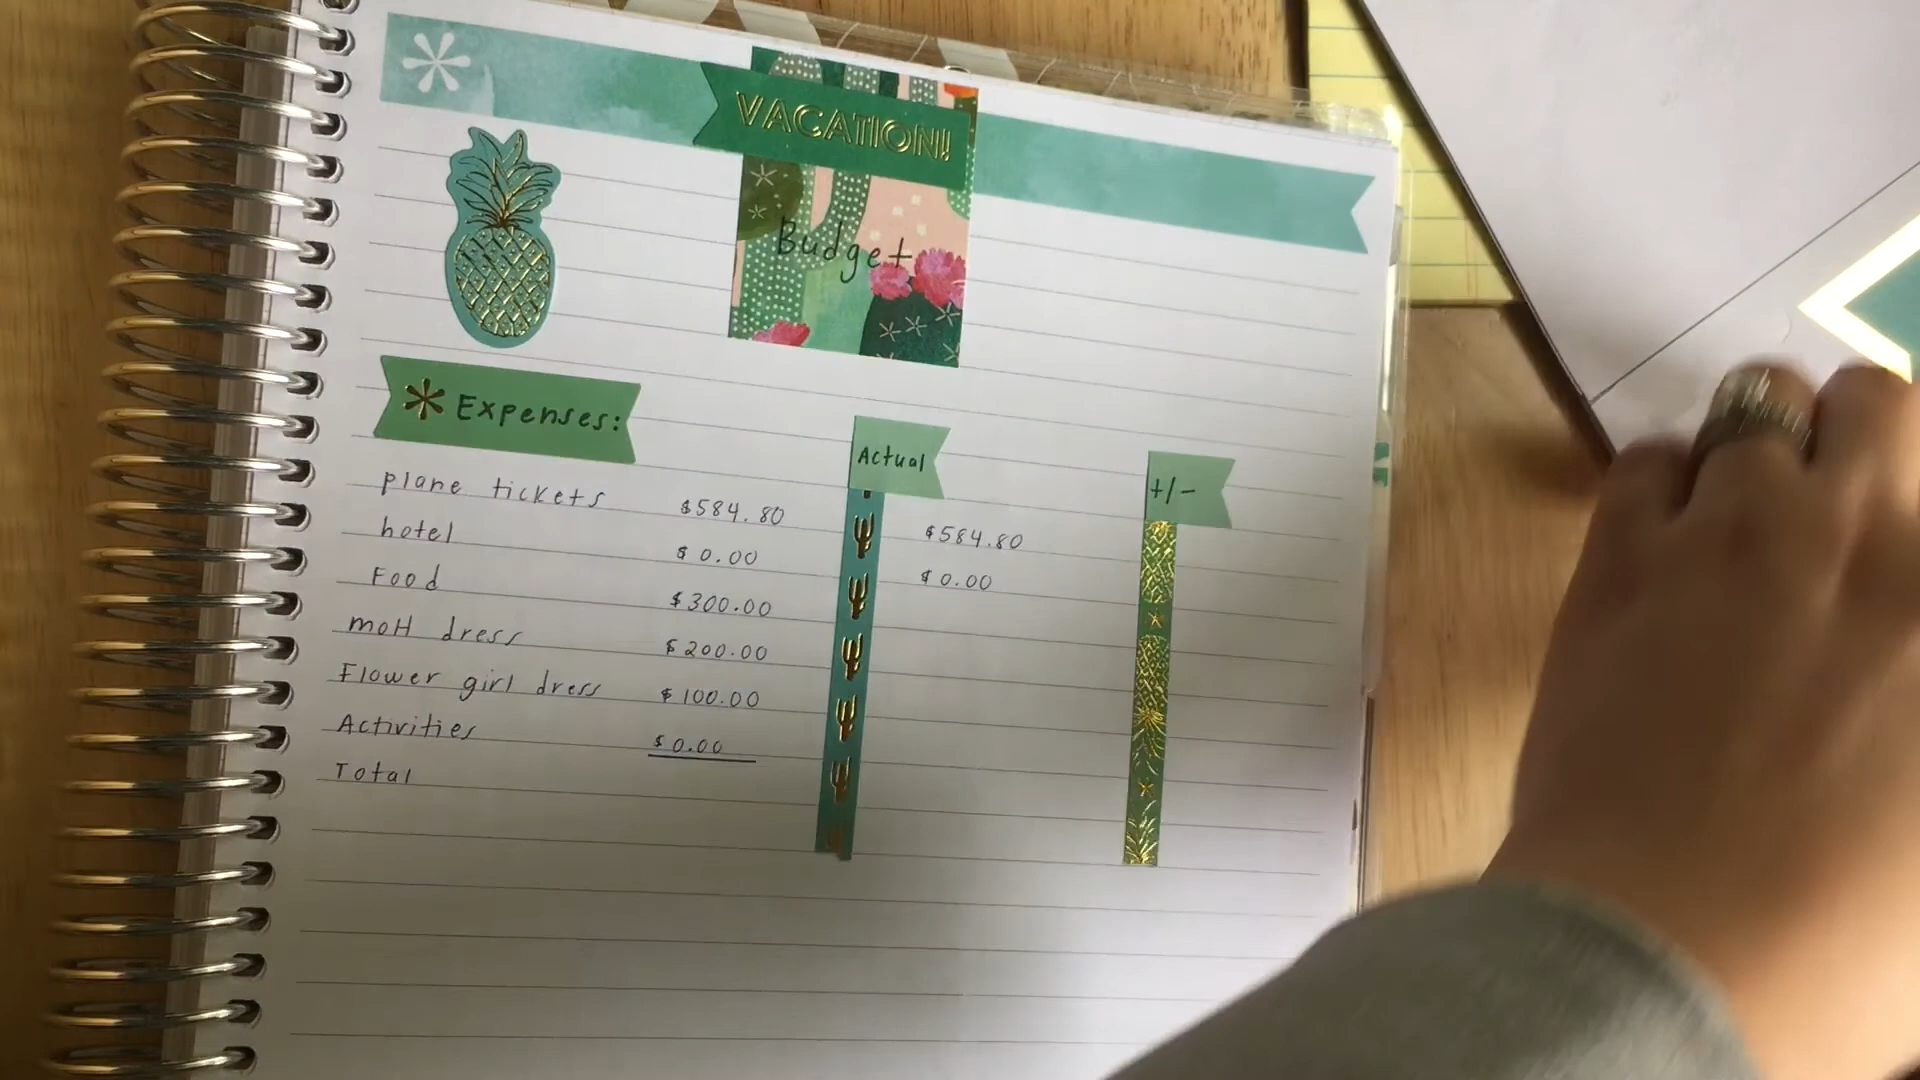 VACATION!
Budget
Expenses:
Actual
+/-
plane tickets $584.80 $584.80
hotel $0.00 $0.00
Food $300.00
MOH dress $200.00
Flower girl dress $100.00
Activities $0.00
Total